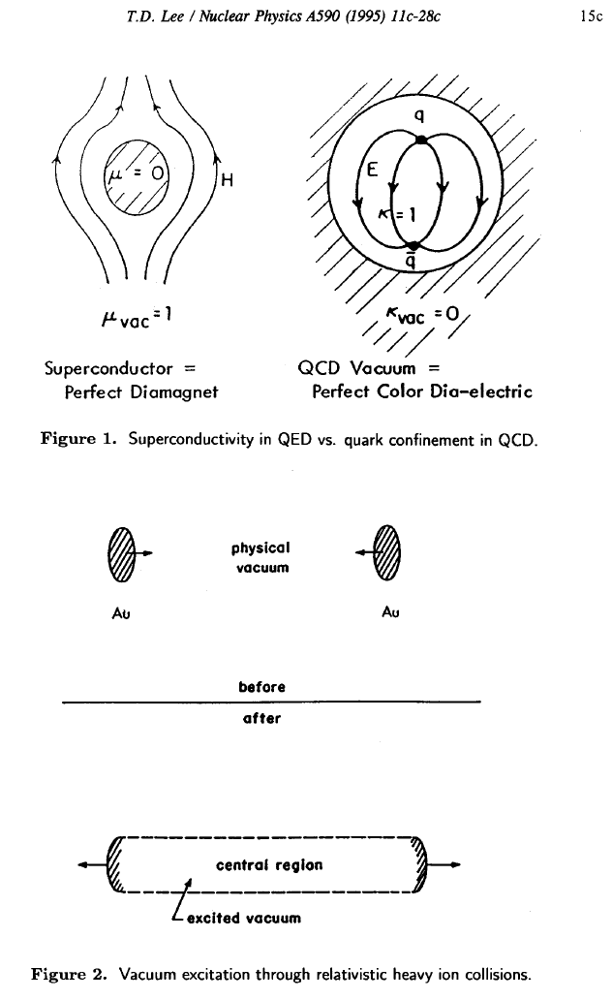 T.D. Lee / Nuclear Physics A590 (1995) 11c-28c 15c
q
μ = 0
E
H
κ = 1
q̄
μvac = 1
κvac = 0
Superconductor = 
Perfect Diamagnet
QCD Vacuum =
Perfect Color Dia-electric
Figure 1. Superconductivity in QED vs. quark confinement in QCD.
physical
vacuum
Au
Au
before
after
central region
excited vacuum
Figure 2. Vacuum excitation through relativistic heavy ion collisions.